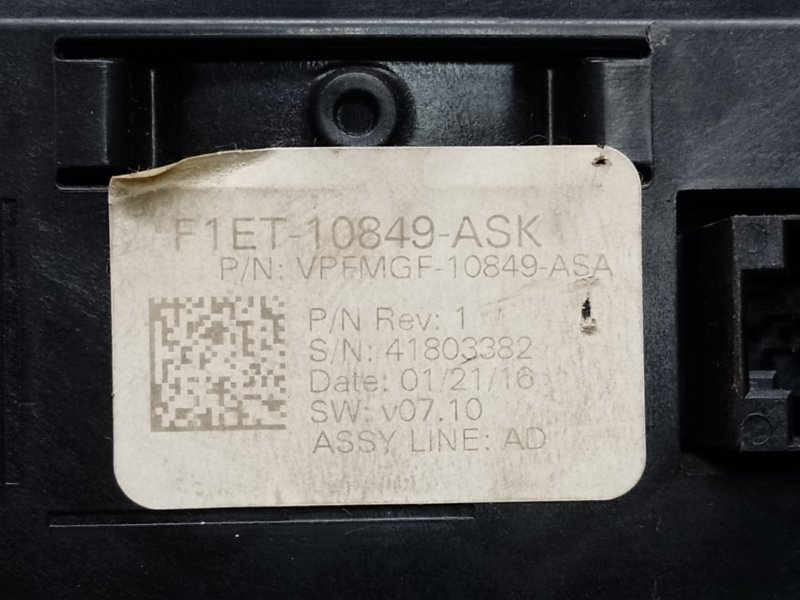 F1ET-10849-ASK
P/N: VPFMGF-10849-ASA
P/N Rev: 1
S/N: 41803382
Date: 01/21/16
SW: v07.10
ASSY LINE: AD